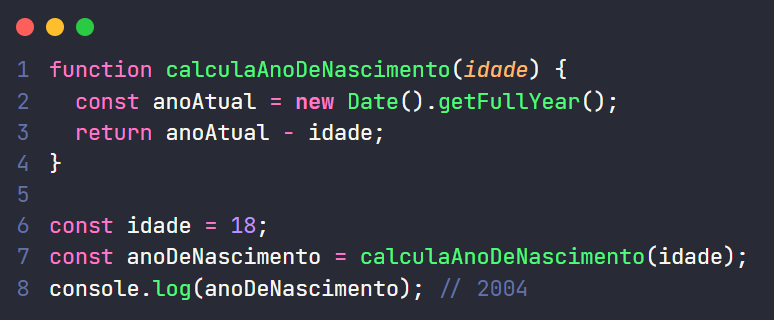 1 function calculaAnoDeNascimento(idade) {
2   const anoAtual = new Date().getFullYear();
3   return anoAtual - idade;
4 }
5
6 const idade = 18;
7 const anoDeNascimento = calculaAnoDeNascimento(idade);
8 console.log(anoDeNascimento); // 2004